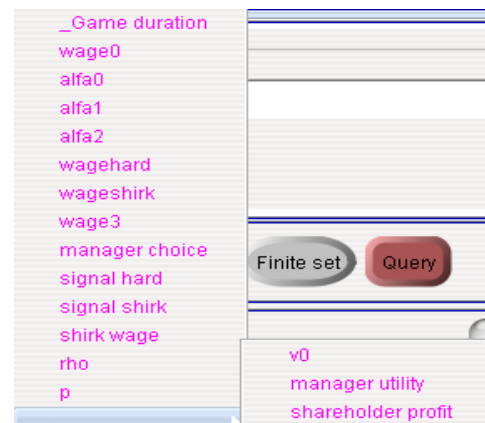 _Game duration
wage0
alfa0
alfa1
alfa2
wagehard
wageshirk
wage3
manager choice
signal hard
signal shirk
shirk wage
rho
p
Finite set
Query
v0
manager utility
shareholder profit